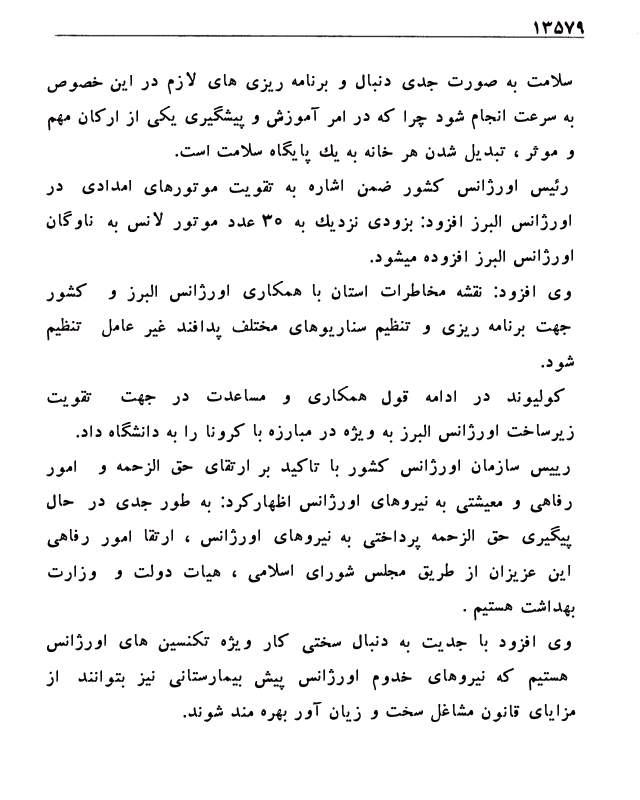 ۱۳۵۷۹
سلامت به صورت جدی دنبال و برنامه ریزی های لازم در این خصوص
به سرعت انجام شود چرا که در امر آموزش و پیشگیری یکی از ارکان مهم
و موثر ، تبدیل شدن هر خانه به یك پایگاه سلامت است.
رئیس اورژانس کشور ضمن اشاره به تقویت موتورهای امدادی در
اورژانس البرز افزود: بزودی نزدیك به ۳۰ عدد موتور لانس به ناوگان
اورژانس البرز افزوده میشود.
وی افزود: نقشه مخاطرات استان با همکاری اورژانس البرز و کشور
جهت برنامه ریزی و تنظیم سناریوهای مختلف پدافند غیر عامل تنظیم
شود.
کولیوند در ادامه قول همکاری و مساعدت در جهت تقویت
زیرساخت اورژانس البرز به ویژه در مبارزه با کرونا را به دانشگاه داد.
رییس سازمان اورژانس کشور با تاکید بر ارتقای حق الزحمه و امور
رفاهی و معیشتی به نیروهای اورژانس اظهارکرد: به طور جدی در حال
پیگیری حق الزحمه پرداختی به نیروهای اورژانس ، ارتقا امور رفاهی
این عزیزان از طریق مجلس شورای اسلامی ، هیات دولت و وزارت
بهداشت هستیم .
وی افزود با جدیت به دنبال سختی کار ویژه تکنسین های اورژانس
هستیم که نیروهای خدوم اورژانس پیش بیمارستانی نیز بتوانند از
مزایای قانون مشاغل سخت و زیان آور بهره مند شوند.